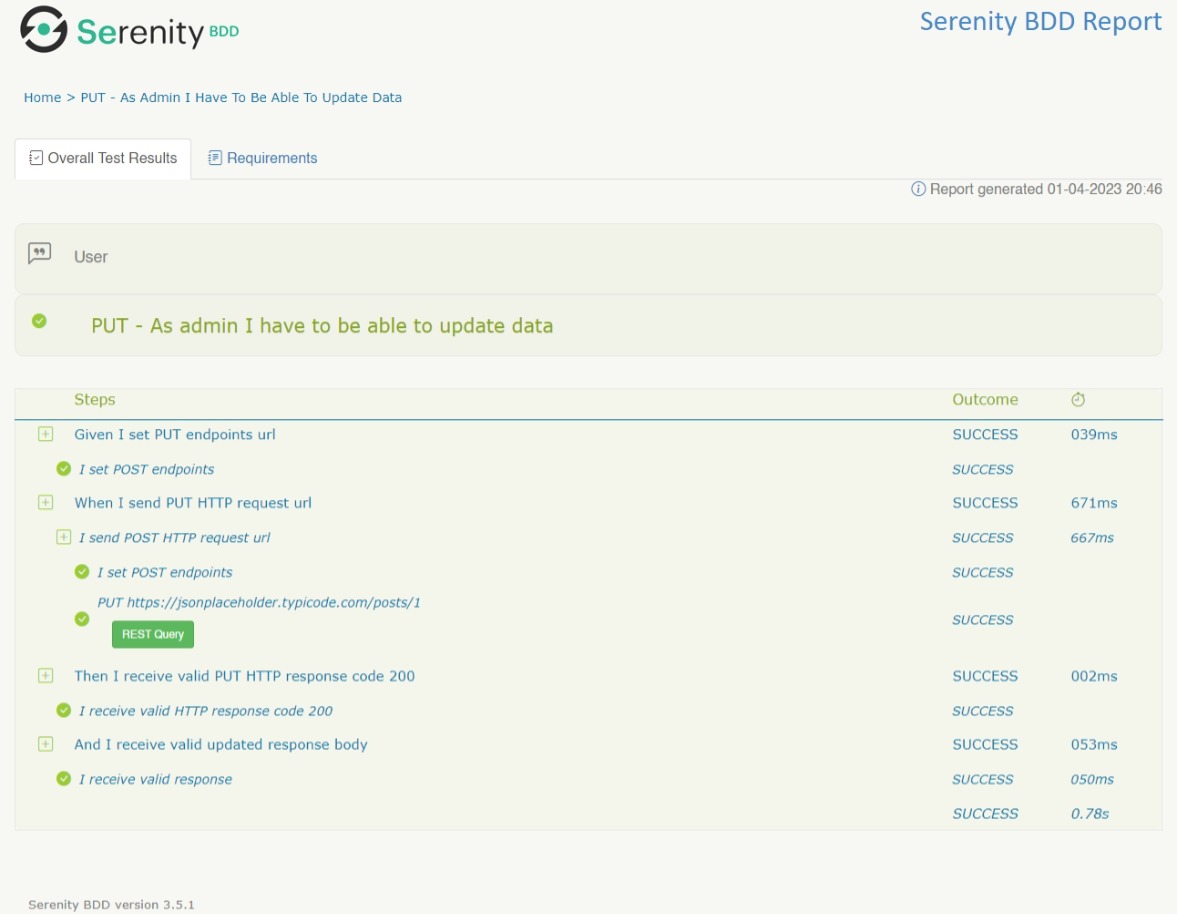 Serenity BDD
Serenity BDD Report
Home > PUT - As Admin I Have To Be Able To Update Data
Overall Test Results
Requirements
Report generated 01-04-2023 20:46
User
PUT - As admin I have to be able to update data
Steps Outcome
Given I set PUT endpoints url SUCCESS 039ms
I set POST endpoints SUCCESS
When I send PUT HTTP request url SUCCESS 671ms
I send POST HTTP request url SUCCESS 667ms
I set POST endpoints SUCCESS
PUT https://jsonplaceholder.typicode.com/posts/1
SUCCESS
REST Query
Then I receive valid PUT HTTP response code 200 SUCCESS 002ms
I receive valid HTTP response code 200 SUCCESS
And I receive valid updated response body SUCCESS 053ms
I receive valid response SUCCESS 050ms
SUCCESS 0.78s
Serenity BDD version 3.5.1